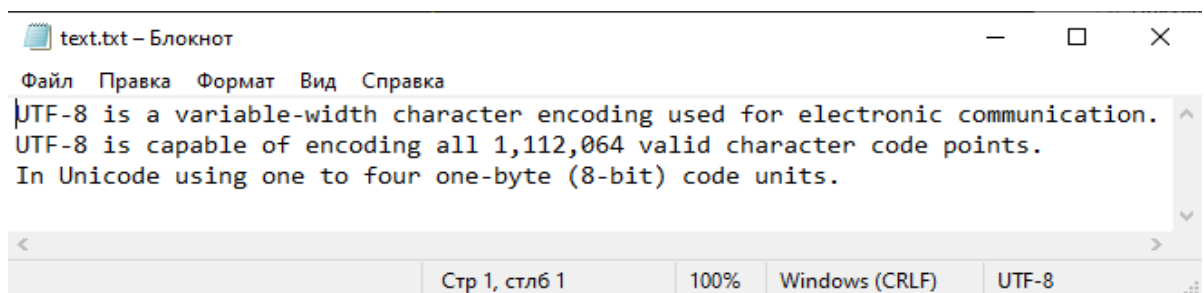 text.txt – Блокнот
Файл Правка Формат Вид Справка
UTF-8 is a variable-width character encoding used for electronic communication.
UTF-8 is capable of encoding all 1,112,064 valid character code points.
In Unicode using one to four one-byte (8-bit) code units.
Стр 1, стлб 1 100% Windows (CRLF) UTF-8